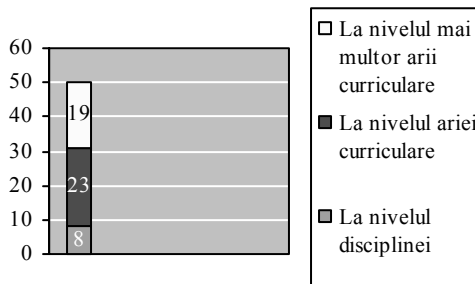 60
50
40
30
20
10
0
19
23
8
La nivelul mai
multor arii
curriculare
La nivelul ariei
curriculare
La nivelul
disciplinei